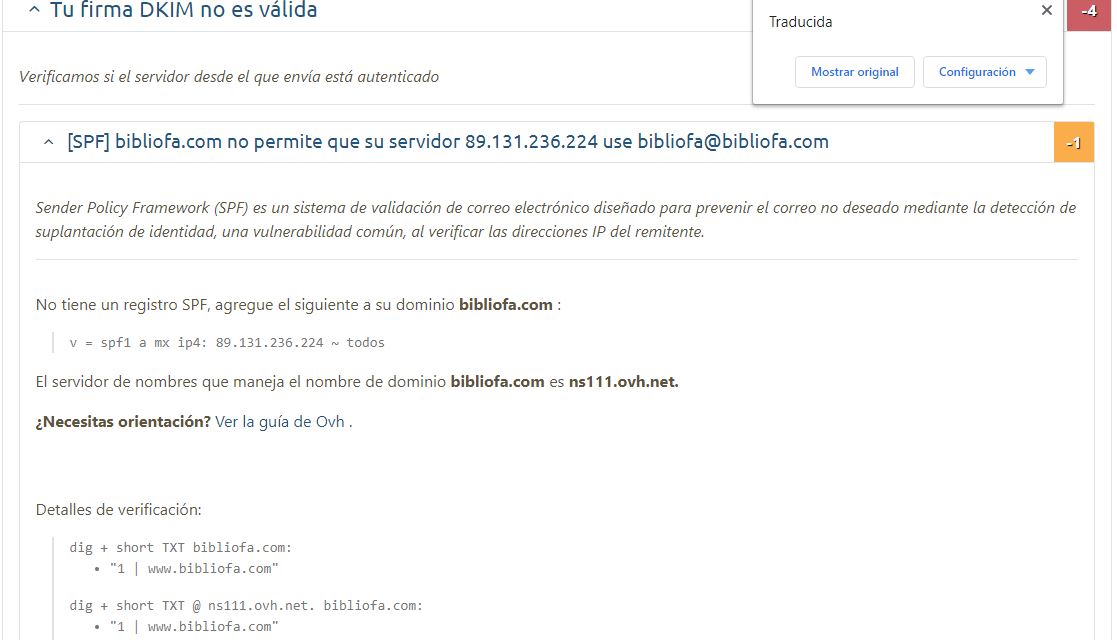 Tu firma DKIM no es válida
-4
Traducida
Mostrar original
Configuración
Verificamos si el servidor desde el que envía está autenticado
[SPF] bibliofa.com no permite que su servidor 89.131.236.224 use bibliofa@bibliofa.com
-1
Sender Policy Framework (SPF) es un sistema de validación de correo electrónico diseñado para prevenir el correo no deseado mediante la detección de
suplantación de identidad, una vulnerabilidad común, al verificar las direcciones IP del remitente.
No tiene un registro SPF, agregue el siguiente a su dominio bibliofa.com :
v = spf1 a mx ip4: 89.131.236.224 ~ todos
El servidor de nombres que maneja el nombre de dominio bibliofa.com es ns111.ovh.net.
¿Necesitas orientación? Ver la guía de Ovh .
Detalles de verificación:
dig + short TXT bibliofa.com:
• "1 | www.bibliofa.com"
dig + short TXT @ ns111.ovh.net. bibliofa.com:
• "1 | www.bibliofa.com"